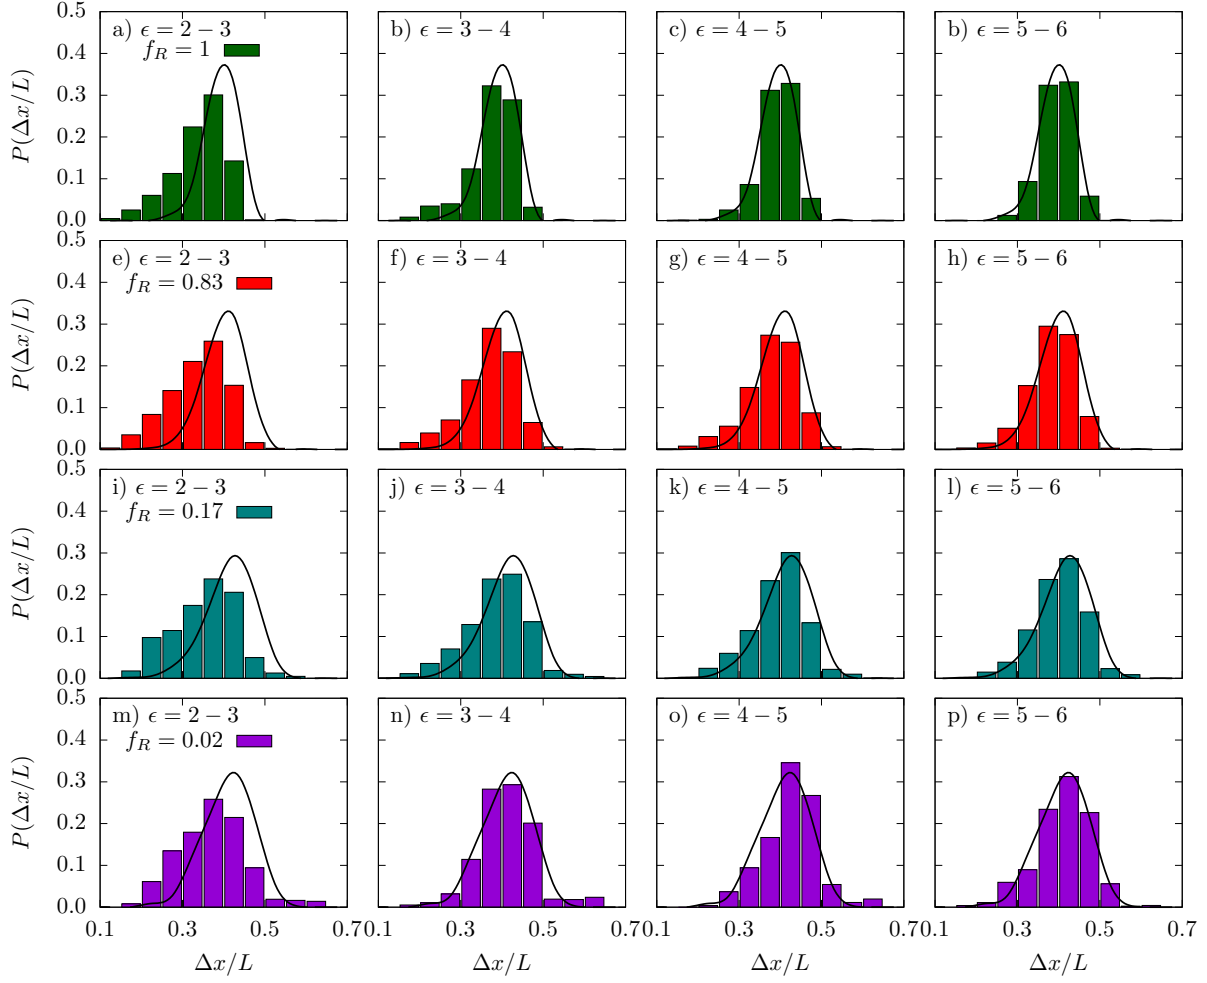 a) ϵ = 2 − 3
b) ϵ = 3 − 4
c) ϵ = 4 − 5
b) ϵ = 5 − 6
f_R = 1
P(Δx/L)
0.5
0.4
0.3
0.2
0.1
0.0
e) ϵ = 2 − 3
f) ϵ = 3 − 4
g) ϵ = 4 − 5
h) ϵ = 5 − 6
f_R = 0.83
P(Δx/L)
0.5
0.4
0.3
0.2
0.1
0.0
i) ϵ = 2 − 3
j) ϵ = 3 − 4
k) ϵ = 4 − 5
l) ϵ = 5 − 6
f_R = 0.17
P(Δx/L)
0.5
0.4
0.3
0.2
0.1
0.0
m) ϵ = 2 − 3
n) ϵ = 3 − 4
o) ϵ = 4 − 5
p) ϵ = 5 − 6
f_R = 0.02
P(Δx/L)
0.5
0.4
0.3
0.2
0.1
0.0
0.1 0.3 0.5 0.7
0.1 0.3 0.5 0.7
0.1 0.3 0.5 0.7
0.1 0.3 0.5 0.7
Δx/L
Δx/L
Δx/L
Δx/L